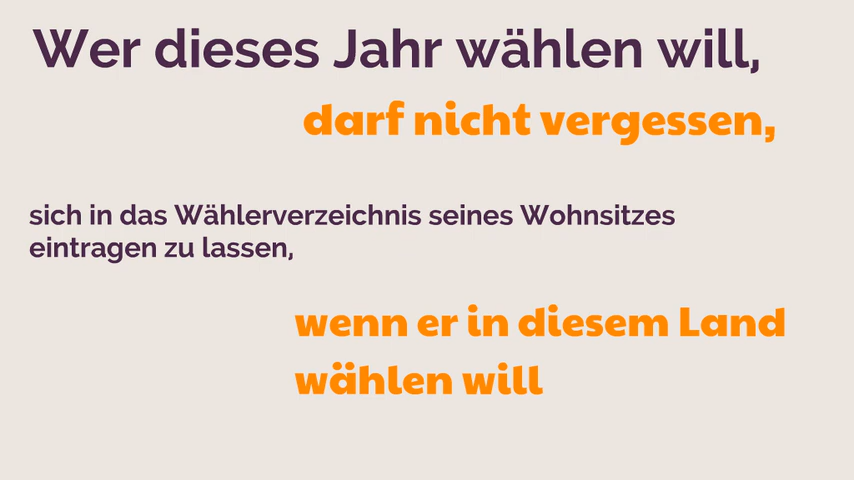 Wer dieses Jahr wählen will,
darf nicht vergessen,
sich in das Wählerverzeichnis seines Wohnsitzes
eintragen zu lassen,
wenn er in diesem Land
wählen will